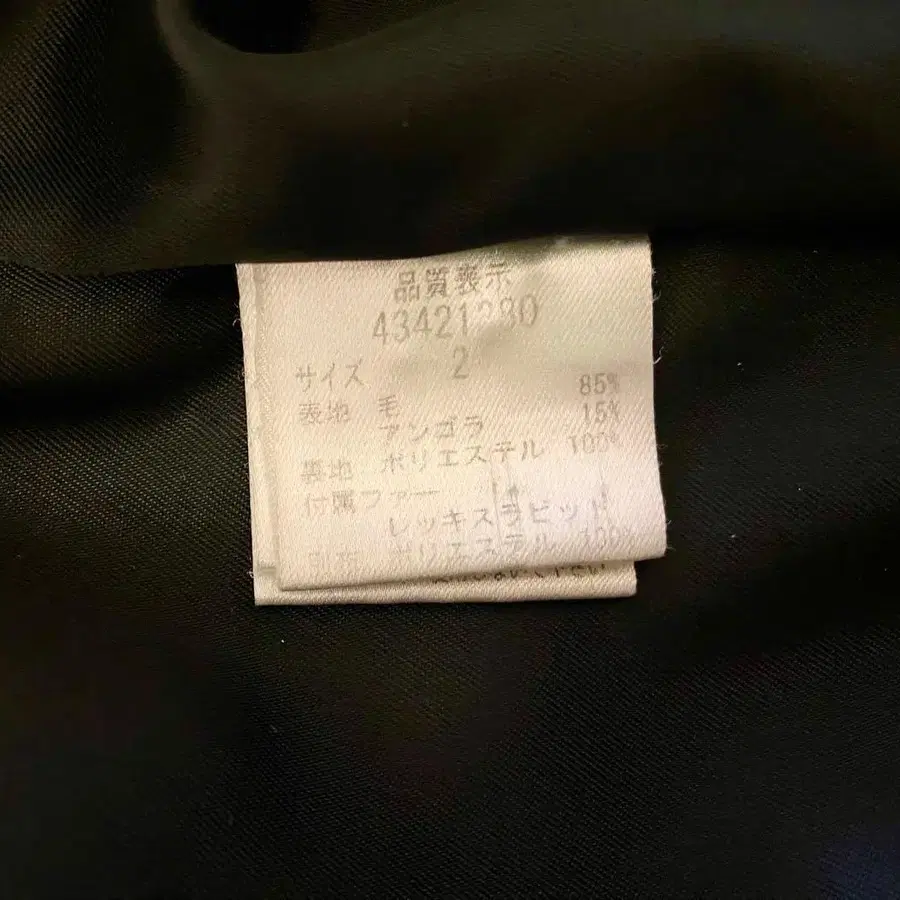 品質表示
43421280
サイズ 2
表地 毛 85%
アンゴラ 15%
裏地 ポリエステル 100%
付属ファー
レッキスラビット
ポリエステル 100%